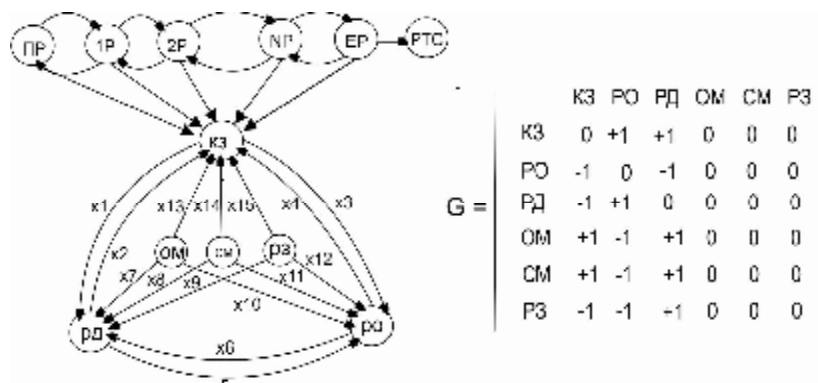 ПР 1Р 2Р NР ЕР РТС
КЗ
x1 x13 x14 x15 x4 x3
x2 ОМ СМ РЗ x12
x7 x8 x9 x11
x10
РД РО
x6
КЗ РО РД ОМ СМ РЗ
КЗ 0 +1 +1 0 0 0
РО -1 0 -1 0 0 0
G = РД -1 +1 0 0 0 0
ОМ +1 -1 +1 0 0 0
СМ +1 -1 +1 0 0 0
РЗ -1 -1 +1 0 0 0